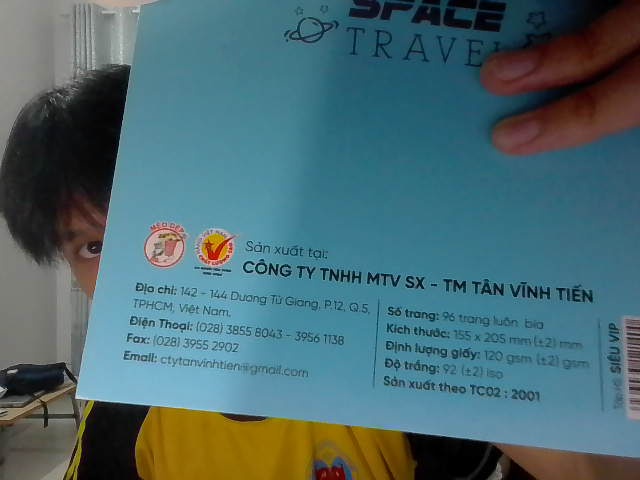 SPACE
TRAVEL
MÈO ĐẸP
Sản xuất tại:
CÔNG TY TNHH MTV SX - TM TÂN VĨNH TIẾN
Địa chỉ: 142 - 144 Dương Tử Giang, P.12, Q.5,
TPHCM, Việt Nam.
Điện Thoại: (028) 3855 8043 - 3956 1138
Fax: (028) 3955 2902
Email: ctytanvinhtien@gmail.com
Số trang: 96 trang luôn bìa
Kích thước: 155 x 205 mm (±2) mm
Định lượng giấy: 120 gsm (±2) gsm
Độ trắng: 92 (±2) iso
Sản xuất theo TC02 : 2001
SIÊU VIP